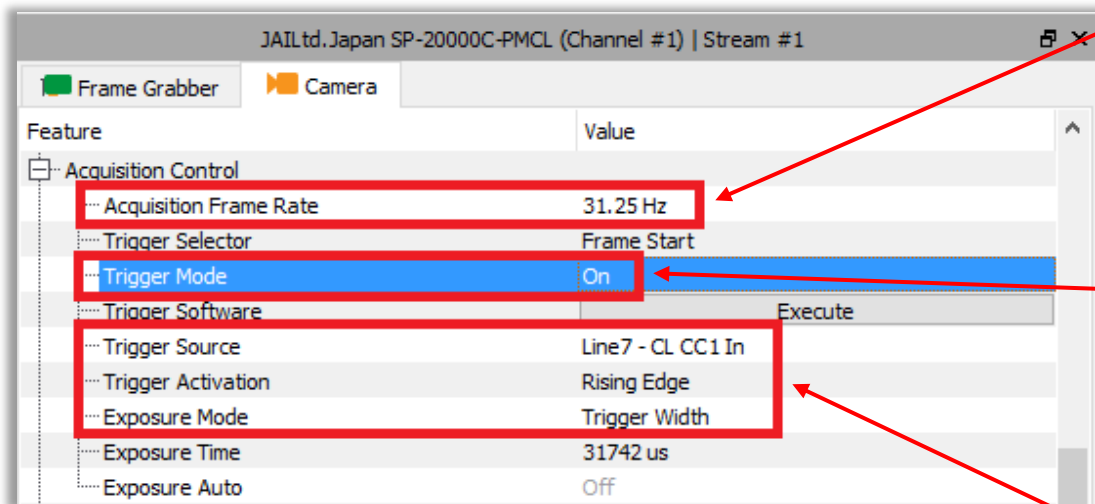 JAILtd.Japan SP-20000C-PMCL (Channel #1) | Stream #1
Frame Grabber Camera
Feature Value
Acquisition Control
Acquisition Frame Rate 31.25 Hz
Trigger Selector Frame Start
Trigger Mode On
Trigger Software Execute
Trigger Source Line7 - CL CC1 In
Trigger Activation Rising Edge
Exposure Mode Trigger Width
Exposure Time 31742 us
Exposure Auto Off